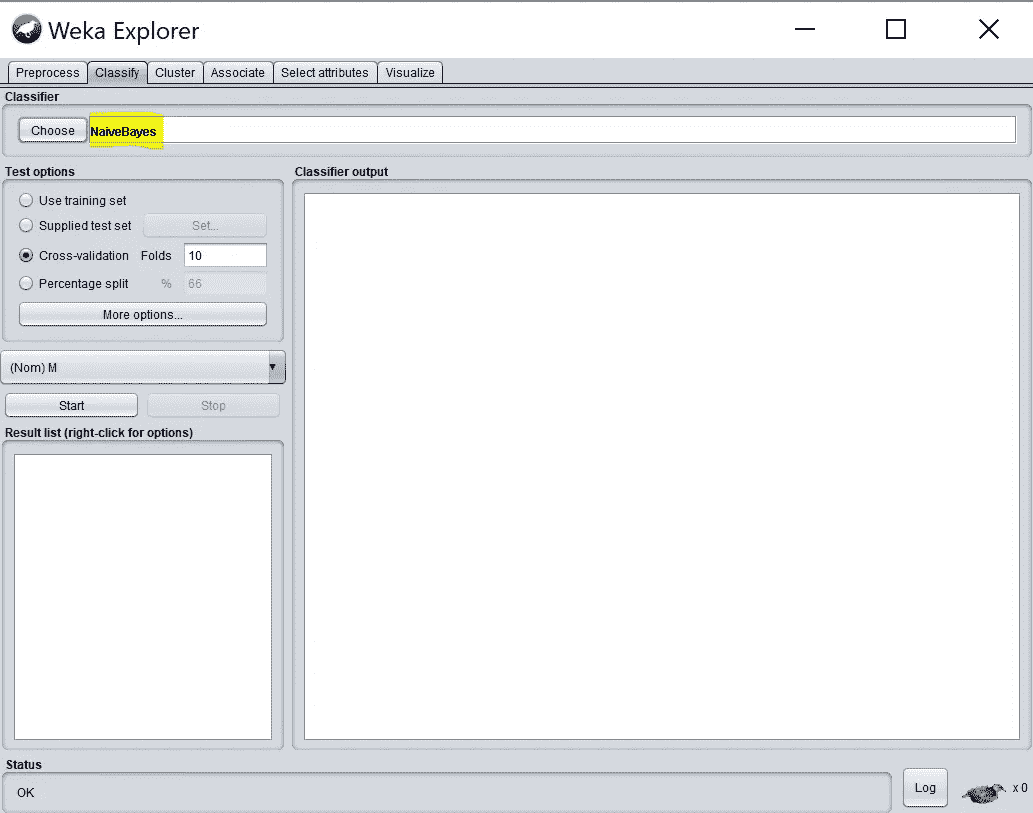 Weka Explorer
Preprocess Classify Cluster Associate Select attributes Visualize
Classifier
Choose NaiveBayes
Test options
Use training set
Supplied test set Set...
Cross-validation Folds 10
Percentage split % 66
More options...
(Nom) M
Start Stop
Result list (right-click for options)
Classifier output
Status
OK
Log x 0